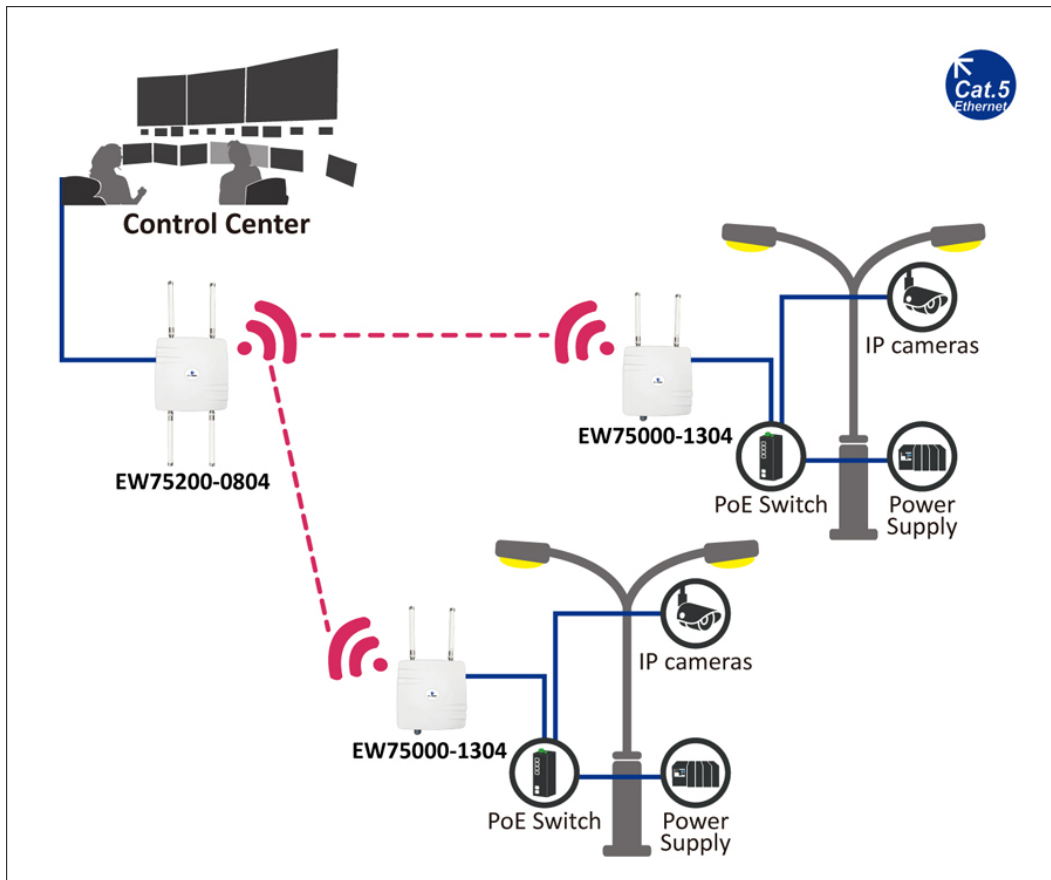 Cat.5
Ethernet
Control Center
IP cameras
EW75000-1304
EW75200-0804
PoE Switch
Power
Supply
IP cameras
EW75000-1304
PoE Switch
Power
Supply